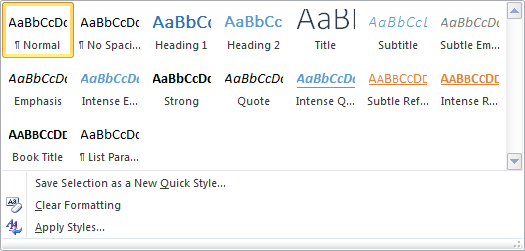 AaBbCcDc AaBbCcDc AaBbCc AaBbCc AaBl AaBbCcL AaBbCcDc
¶ Normal ¶ No Spaci... Heading 1 Heading 2 Title Subtitle Subtle Em...
AaBbCcDc AaBbCcDc AaBbCcDc AaBbCcDc AaBbCcDc AABBCCDD AABBCCDD
Emphasis Intense E... Strong Quote Intense Q... Subtle Ref... Intense R...
AABBCCDD AaBbCcDc
Book Title ¶ List Para...
Save Selection as a New Quick Style...
Clear Formatting
Apply Styles...